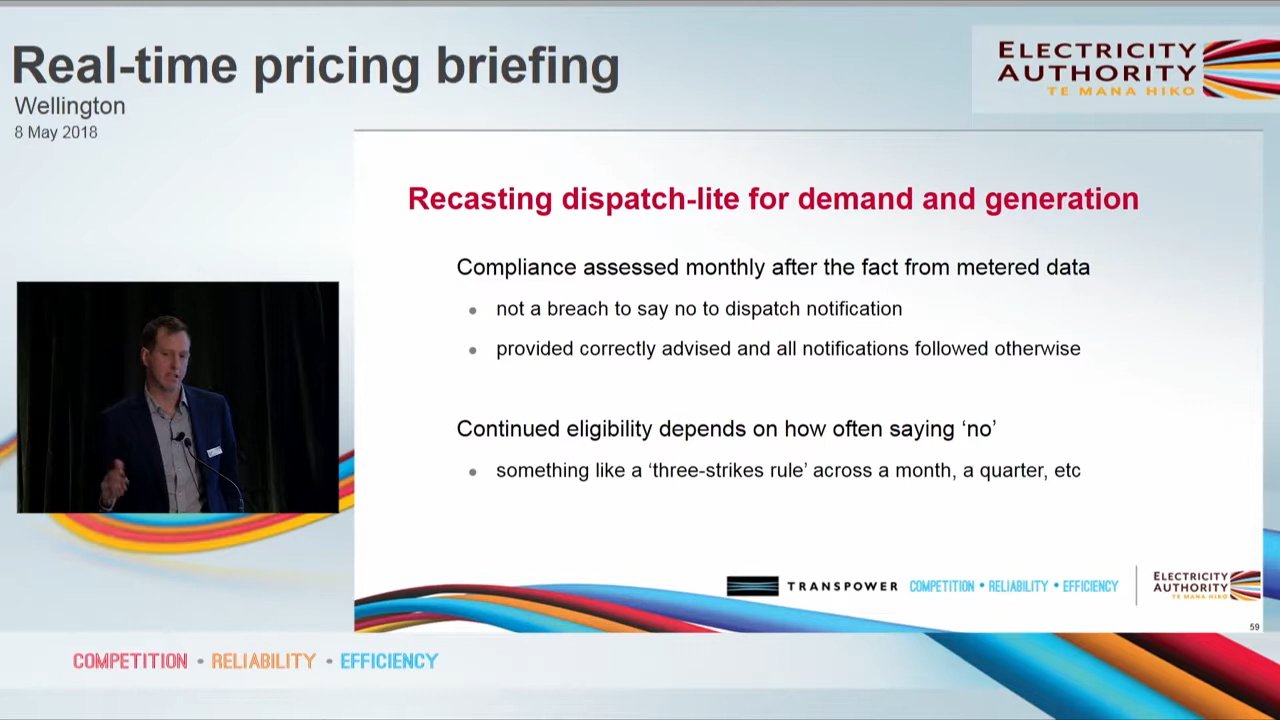 Real-time pricing briefing
Wellington
8 May 2018
ELECTRICITY
AUTHORITY
TE MANA HIKO
Recasting dispatch-lite for demand and generation
Compliance assessed monthly after the fact from metered data
• not a breach to say no to dispatch notification
• provided correctly advised and all notifications followed otherwise
Continued eligibility depends on how often saying ‘no’
• something like a ‘three-strikes rule’ across a month, a quarter, etc
TRANSPOWER COMPETITION • RELIABILITY • EFFICIENCY
ELECTRICITY
AUTHORITY
TE MANA HIKO
59
COMPETITION • RELIABILITY • EFFICIENCY